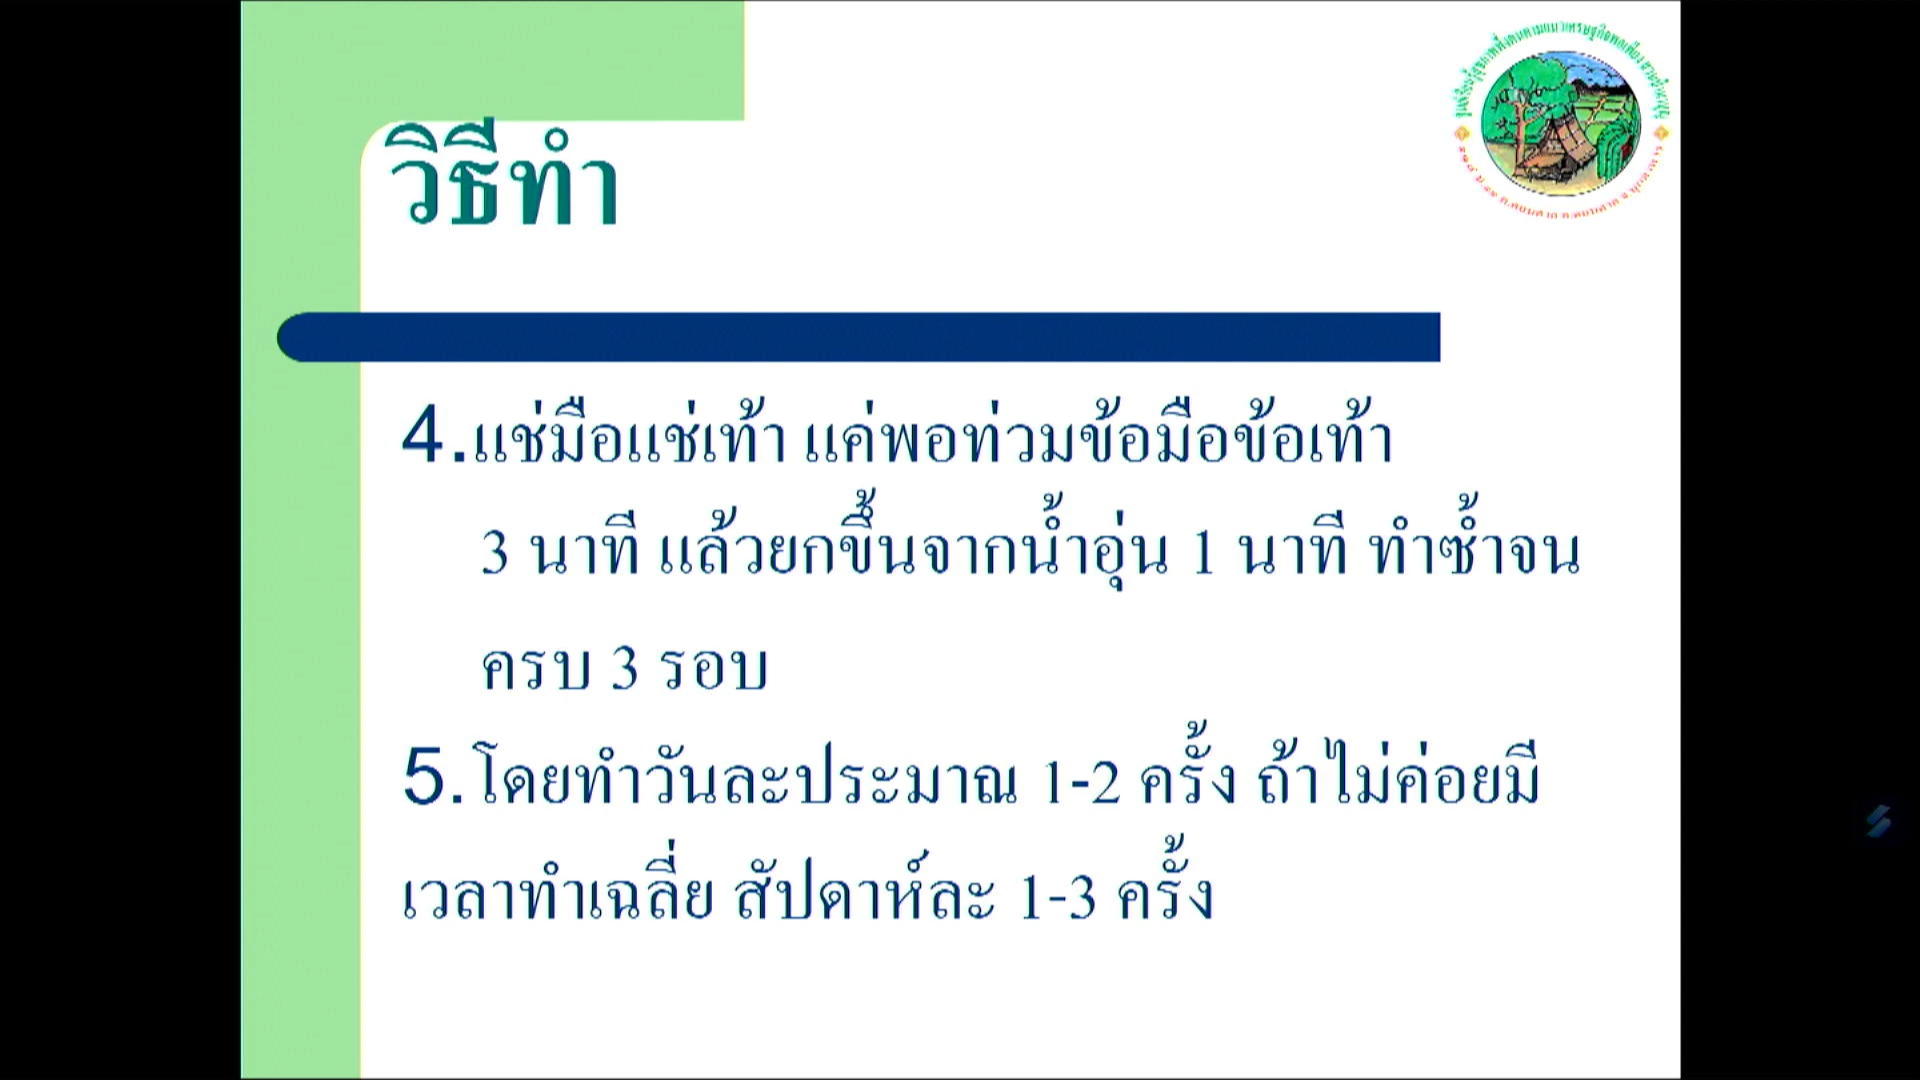 วิธีทำ
4.แช่มือแช่เท้า แค่พอท่วมข้อมือข้อเท้า
3 นาที แล้วยกขึ้นจากน้ำอุ่น 1 นาที ทำซ้ำจน
ครบ 3 รอบ
5.โดยทำวันละประมาณ 1-2 ครั้ง ถ้าไม่ค่อยมี
เวลาทำเฉลี่ย สัปดาห์ละ 1-3 ครั้ง